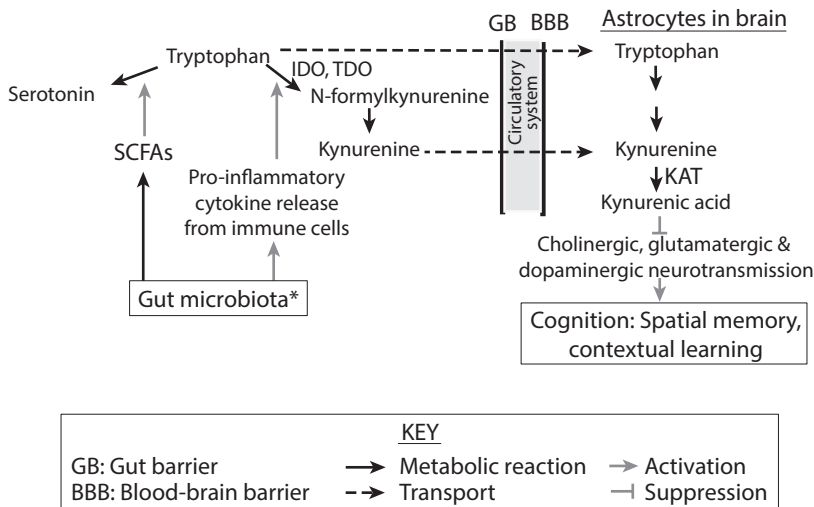 GB BBB
Astrocytes in brain
Tryptophan
Tryptophan
IDO, TDO
Serotonin
N-formylkynurenine
Circulatory
system
SCFAs
Kynurenine
Kynurenine
Pro-inflammatory
cytokine release
from immune cells
KAT
Kynurenic acid
Cholinergic, glutamatergic &
dopaminergic neurotransmission
Gut microbiota*
Cognition: Spatial memory,
contextual learning
KEY
GB: Gut barrier
Metabolic reaction
Activation
BBB: Blood-brain barrier
Transport
Suppression